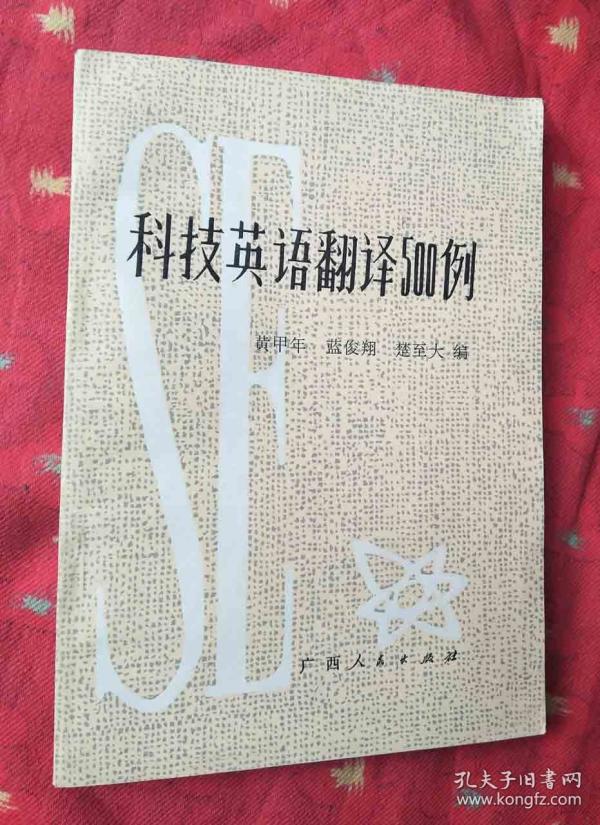 SE
科技英语翻译500例
黄甲年 蓝俊翔 楚至大 编
广西人民出版社
孔夫子旧书网
www.kongfz.com